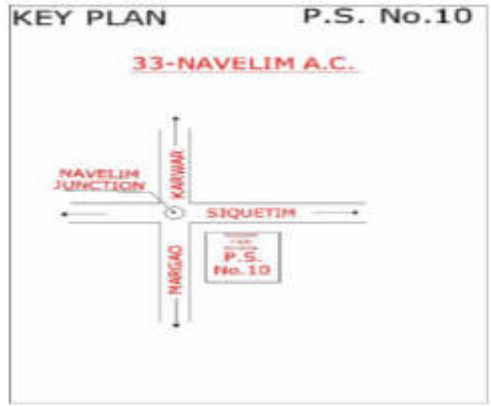 KEY PLAN
P.S. No.10
33-NAVELIM A.C.
NAVELIM
JUNCTION
KARWAR
SIQUETIM
MARGAO
P.S.
No.10